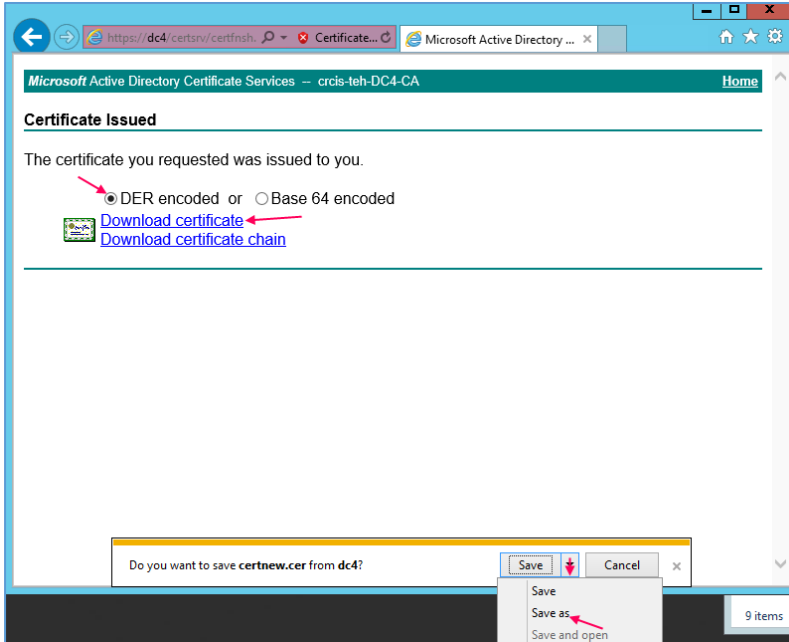 https://dc4/certsrv/certfnsh. Certificate... Microsoft Active Directory ...
Microsoft Active Directory Certificate Services -- crcis-teh-DC4-CA Home
Certificate Issued
The certificate you requested was issued to you.
DER encoded or Base 64 encoded
Download certificate
Download certificate chain
Do you want to save certnew.cer from dc4? Save Cancel
Save
Save as
Save and open
9 items